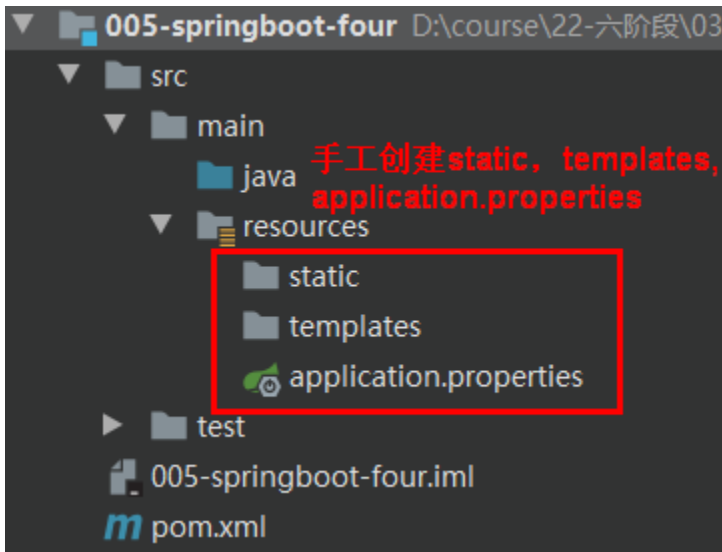 005-springboot-four D:\course\22-六阶段\03
src
main
java
手工创建static，templates,
application.properties
resources
static
templates
application.properties
test
005-springboot-four.iml
pom.xml